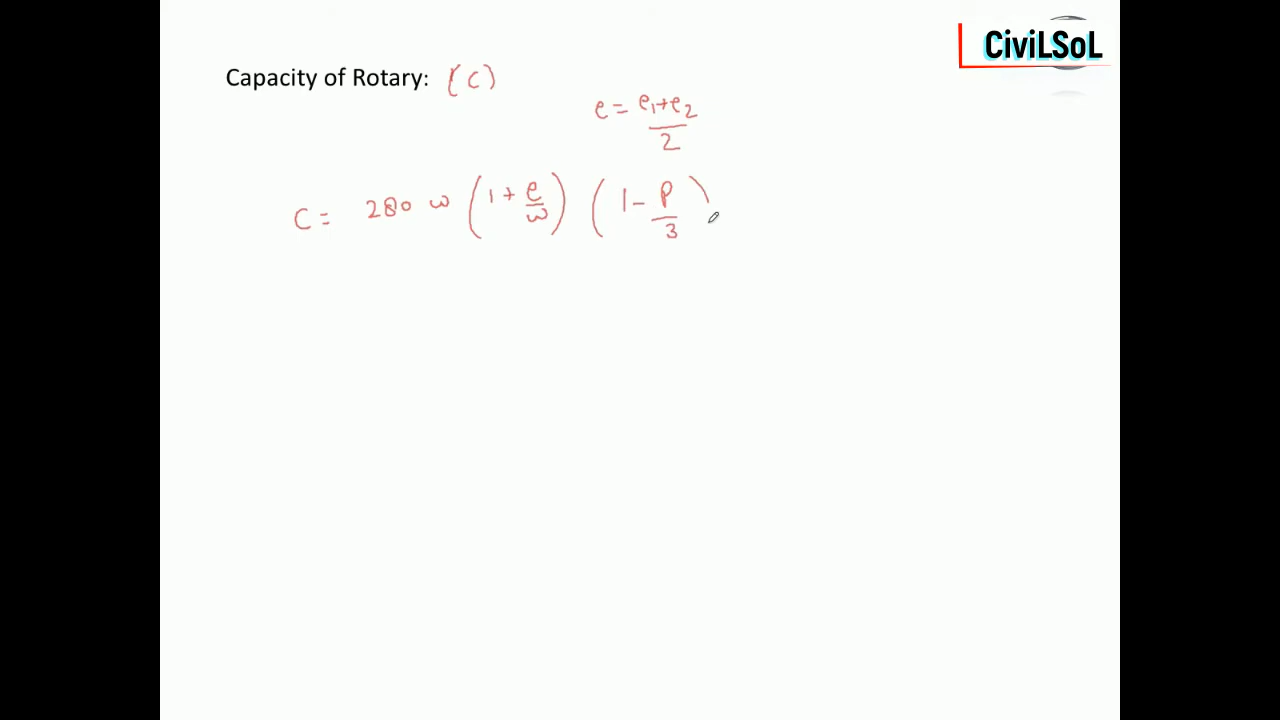 CiviLSoL
Capacity of Rotary: (C)
e = e₁+e₂/2
C = 280 w (1 + e/w) (1 - P/3)